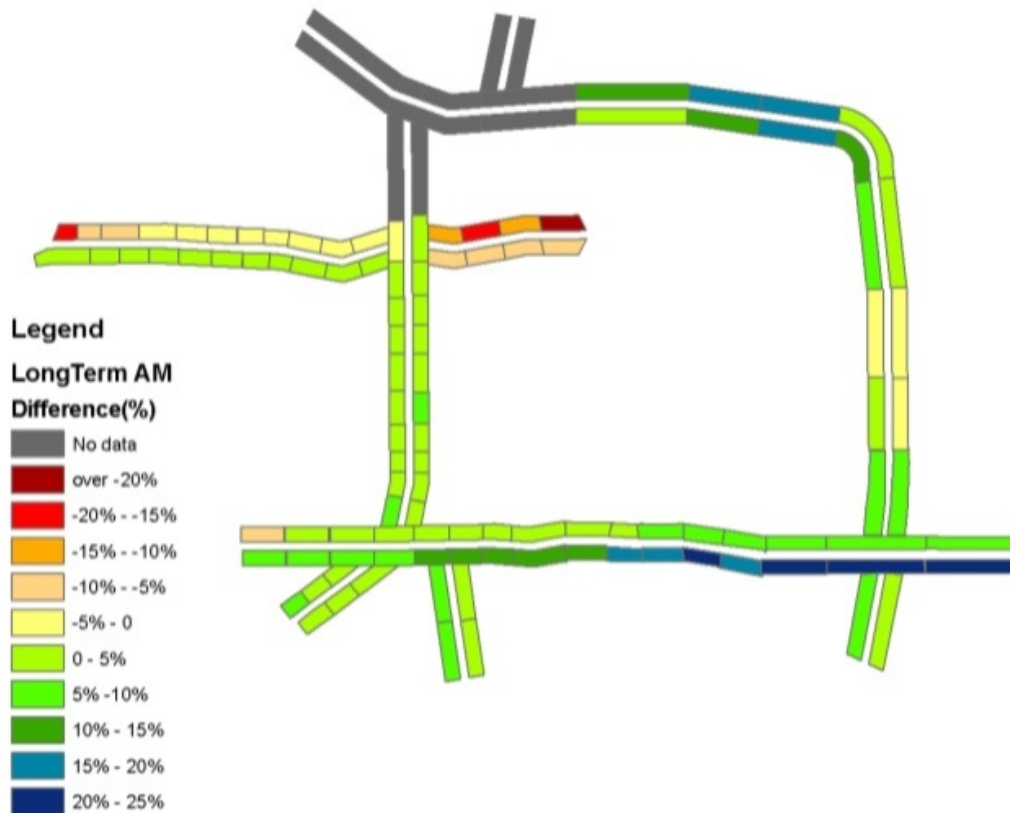 Legend
LongTerm AM
Difference(%)
No data
over -20%
-20% - -15%
-15% - -10%
-10% - -5%
-5% - 0
0 - 5%
5% -10%
10% - 15%
15% - 20%
20% - 25%